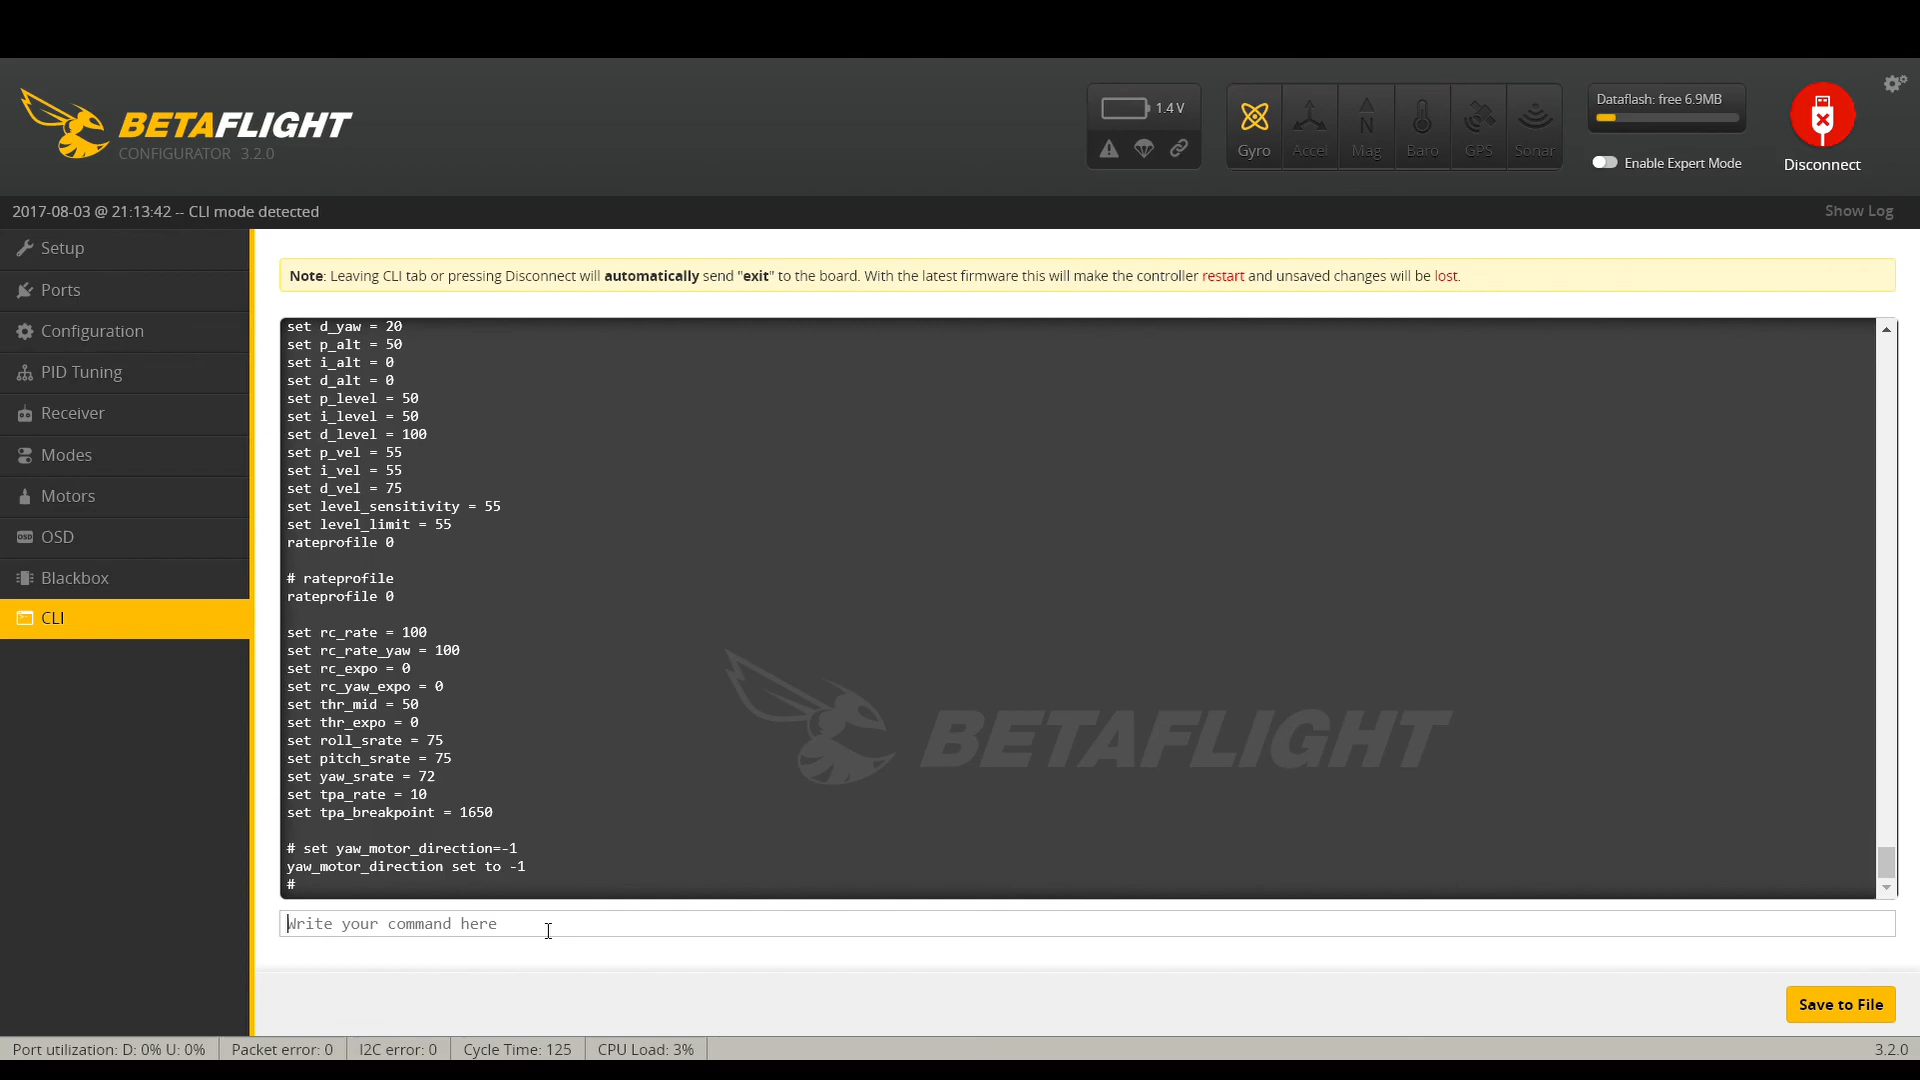 BETAFLIGHT
CONFIGURATOR 3.2.0
1.4 V
Gyro
Accel
Mag
Baro
GPS
Sonar
Dataflash: free 6.9MB
Enable Expert Mode
Disconnect
2017-08-03 @ 21:13:42 -- CLI mode detected
Show Log
Setup
Ports
Configuration
PID Tuning
Receiver
Modes
Motors
OSD
OSD
Blackbox
CLI
Note: Leaving CLI tab or pressing Disconnect will automatically send "exit" to the board. With the latest firmware this will make the controller restart and unsaved changes will be lost.
set d_yaw = 20
set p_alt = 50
set i_alt = 0
set d_alt = 0
set p_level = 50
set i_level = 50
set d_level = 100
set p_vel = 55
set i_vel = 55
set d_vel = 75
set level_sensitivity = 55
set level_limit = 55
rateprofile 0
# rateprofile
rateprofile 0
set rc_rate = 100
set rc_rate_yaw = 100
set rc_expo = 0
set rc_yaw_expo = 0
set thr_mid = 50
set thr_expo = 0
set roll_srate = 75
set pitch_srate = 75
set yaw_srate = 72
set tpa_rate = 10
set tpa_breakpoint = 1650
# set yaw_motor_direction=-1
yaw_motor_direction set to -1
#
BETAFLIGHT
Write your command here
Save to File
Port utilization: D: 0% U: 0%
Packet error: 0
I2C error: 0
Cycle Time: 125
CPU Load: 3%
3.2.0